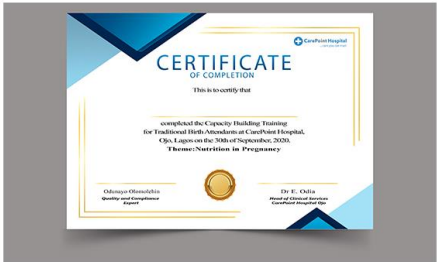 CarePoint Hospital
CERTIFICATE
OF COMPLETION
This is to certify that
completed the Capacity Building Training
for Traditional Birth Attendants at CarePoint Hospital,
Ojo, Lagos on the 30th of September, 2020.
Theme:Nutrition in Pregnancy
Odunayo Olomolehin
Quality and Compliance
Expert
Dr E. Odia
Head of Clinical Services
CarePoint Hospital Ojo